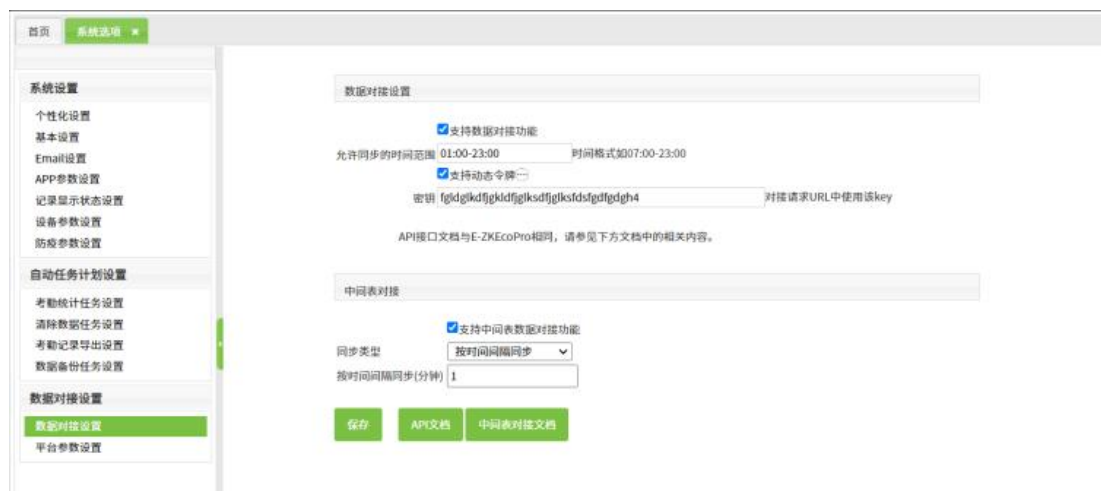 首页
系统选项
系统设置
个性化设置
基本设置
Email设置
APP参数设置
记录显示状态设置
设备参数设置
防疫参数设置
自动任务计划设置
考勤统计任务设置
清除数据任务设置
考勤记录导出设置
数据备份任务设置
数据对接设置
数据对接设置
平台参数设置
数据对接设置
支持数据对接功能
允许同步的时间范围 01:00-23:00 时间格式如07:00-23:00
支持动态令牌
密钥 fgldglkdfjgkldfjglksdfjglksfdsfgdfgdgh4 对接请求URL中使用该key
API接口文档与E-ZKEcoPro相同，请参见下方文档中的相关内容。
中间表对接
支持中间表数据对接功能
同步类型 按时间间隔同步
按时间间隔同步(分钟) 1
保存 API文档 中间表对接文档